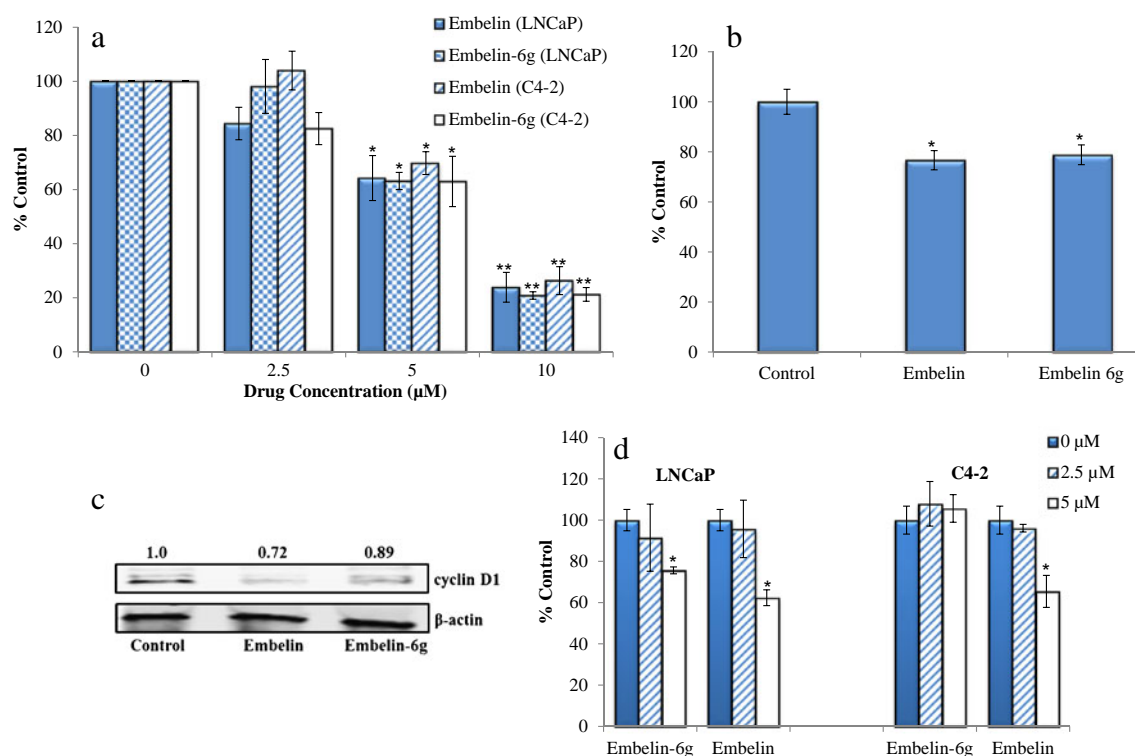 a
% Control
120
100
80
60
40
20
0
Embelin (LNCaP)
Embelin-6g (LNCaP)
Embelin (C4-2)
Embelin-6g (C4-2)
* * * *
** ** ** **
0 2.5 5 10
Drug Concentration (µM)
b
% Control
120
100
80
60
40
20
0
* *
Control Embelin Embelin 6g
c
1.0 0.72 0.89
cyclin D1
β-actin
Control Embelin Embelin-6g
d
% Control
140
120
100
80
60
40
20
0
LNCaP C4-2
0 µM
2.5 µM
5 µM
* * *
Embelin-6g Embelin Embelin-6g Embelin